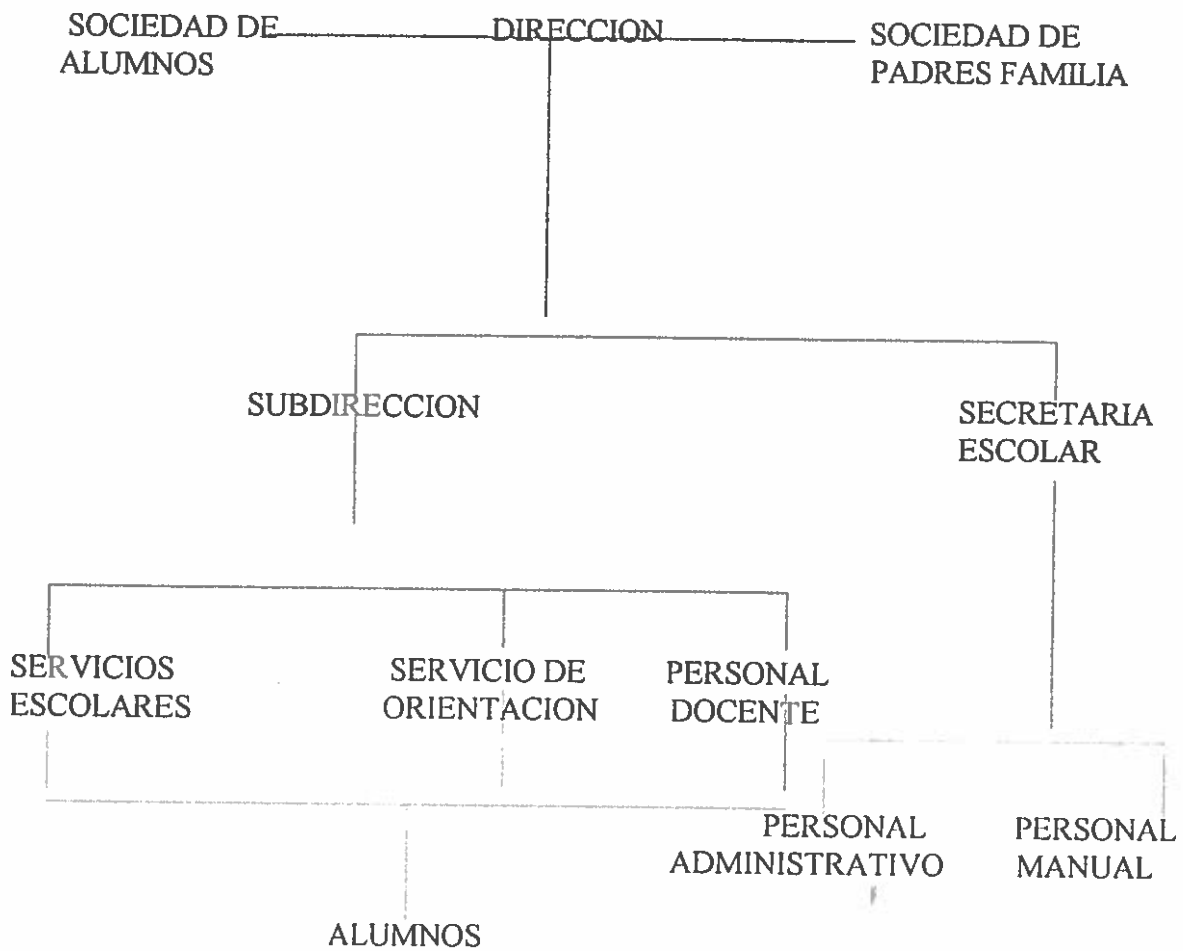 SOCIEDAD DE
ALUMNOS
DIRECCION
SOCIEDAD DE
PADRES FAMILIA
SUBDIRECCION
SECRETARIA
ESCOLAR
SERVICIOS
ESCOLARES
SERVICIO DE
ORIENTACION
PERSONAL
DOCENTE
PERSONAL
ADMINISTRATIVO
PERSONAL
MANUAL
ALUMNOS